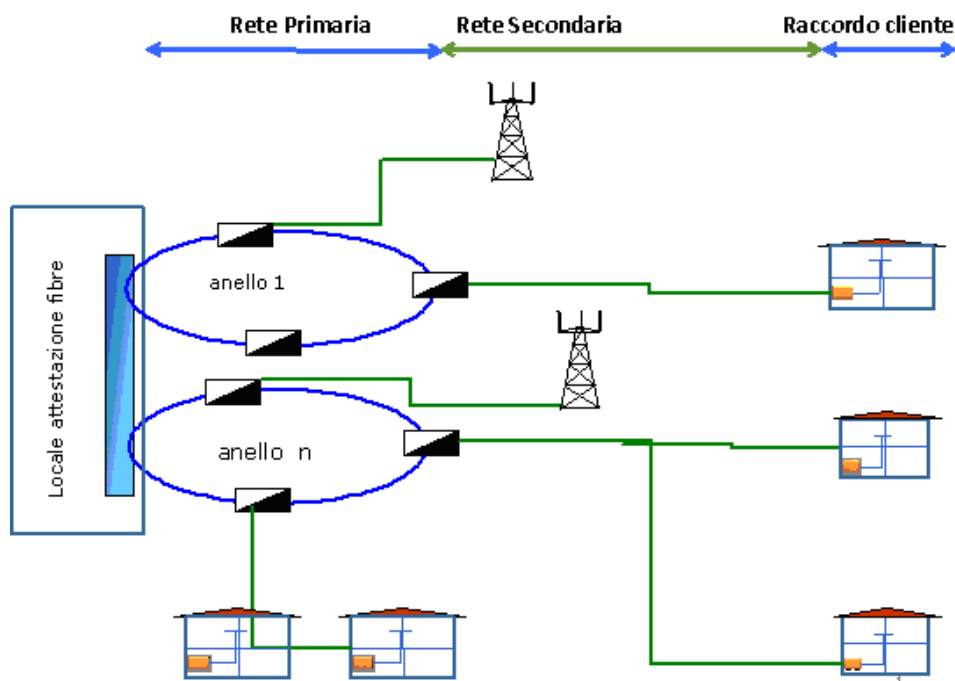 Rete Primaria
Rete Secondaria
Raccordo cliente
Locale attestazione fibre
anello 1
anello n